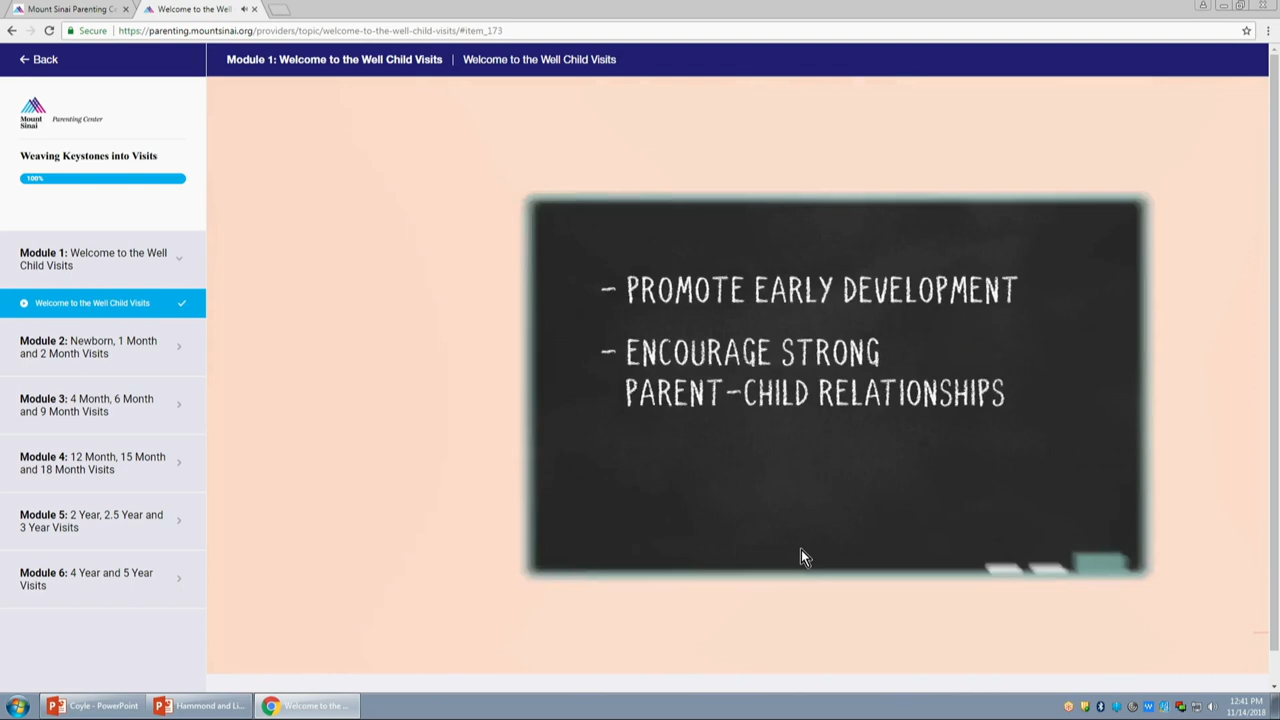 Mount Sinai Parenting C
Welcome to the Well
Secure
https://parenting.mountsinai.org/providers/topic/welcome-to-the-well-child-visits/#item_173
Back
Module 1: Welcome to the Well Child Visits | Welcome to the Well Child Visits
Mount
Sinai
Parenting Center
Weaving Keystones into Visits
100%
Module 1: Welcome to the Well
Child Visits
Welcome to the Well Child Visits
Module 2: Newborn, 1 Month
and 2 Month Visits
Module 3: 4 Month, 6 Month
and 9 Month Visits
Module 4: 12 Month, 15 Month
and 18 Month Visits
Module 5: 2 Year, 2.5 Year and
3 Year Visits
Module 6: 4 Year and 5 Year
Visits
- PROMOTE EARLY DEVELOPMENT
- ENCOURAGE STRONG
PARENT-CHILD RELATIONSHIPS
Coyle - PowerPoint
Hammond and Li...
Welcome to the ...
12:41 PM
11/14/2018